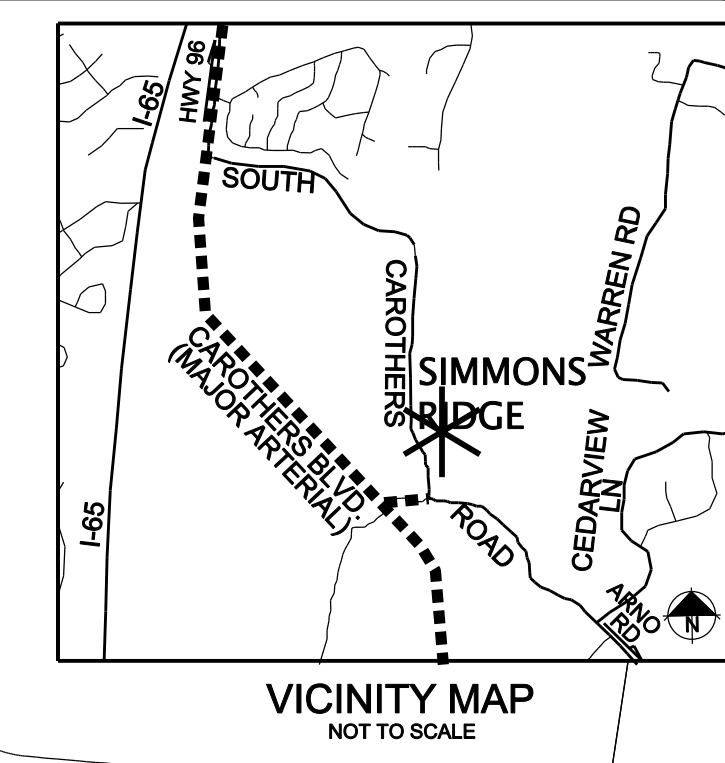 I-65
HWY 96
SOUTH
CAROTHERS
WARREN RD
SIMMONS
RIDGE
CAROTHERS BLVD.
(MAJOR ARTERIAL)
CEDARVIEW
LN
I-65
ROAD
ARNO
RD
N
VICINITY MAP
NOT TO SCALE